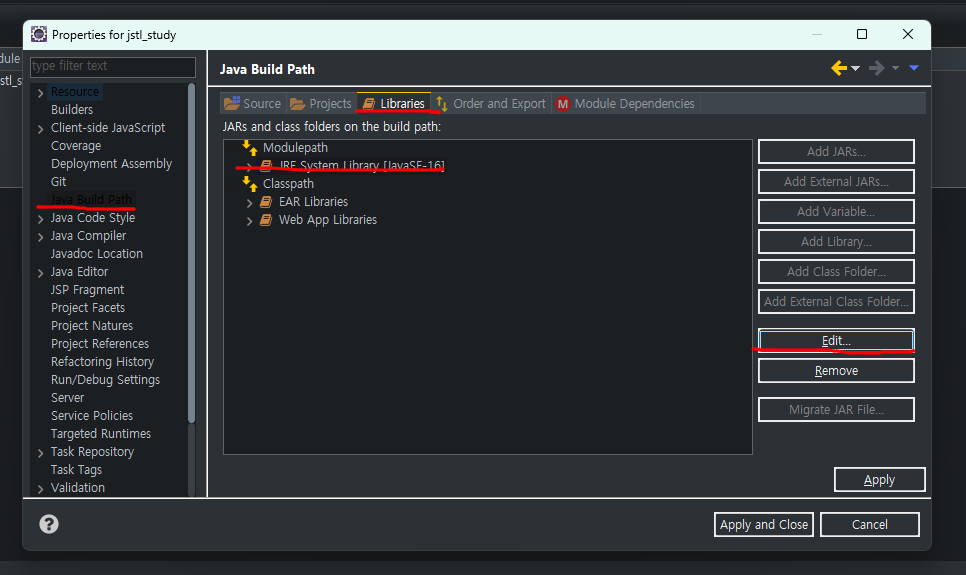 Properties for jstl_study
dule
stl_s
type filter text
Resource
Builders
Client-side JavaScript
Coverage
Deployment Assembly
Git
Java Build Path
Java Code Style
Java Compiler
Javadoc Location
Java Editor
JSP Fragment
Project Facets
Project Natures
Project References
Refactoring History
Run/Debug Settings
Server
Service Policies
Targeted Runtimes
Task Repository
Task Tags
Validation
Java Build Path
Source Projects Libraries Order and Export M Module Dependencies
JARs and class folders on the build path:
Modulepath
JRE System Library [JavaSE-16]
Classpath
EAR Libraries
Web App Libraries
Add JARs...
Add External JARs...
Add Variable...
Add Library...
Add Class Folder...
Add External Class Folder...
Edit...
Remove
Migrate JAR File...
Apply
?
Apply and Close Cancel